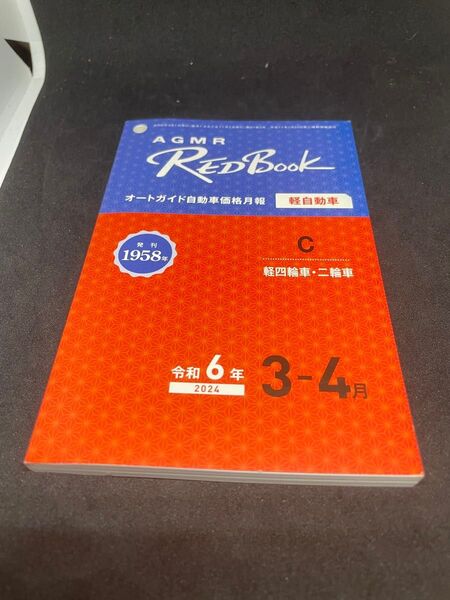 AGMR
REDBOOK
オートガイド自動車価格月報
軽自動車
発刊
1958年
C
軽四輪車・二輪車
令和6年
2024
3-4月